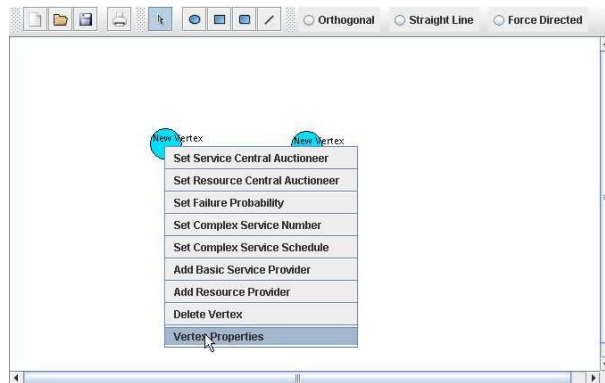 Orthogonal Straight Line Force Directed
New Vertex New Vertex
Set Service Central Auctioneer
Set Resource Central Auctioneer
Set Failure Probability
Set Complex Service Number
Set Complex Service Schedule
Add Basic Service Provider
Add Resource Provider
Delete Vertex
Vertex Properties